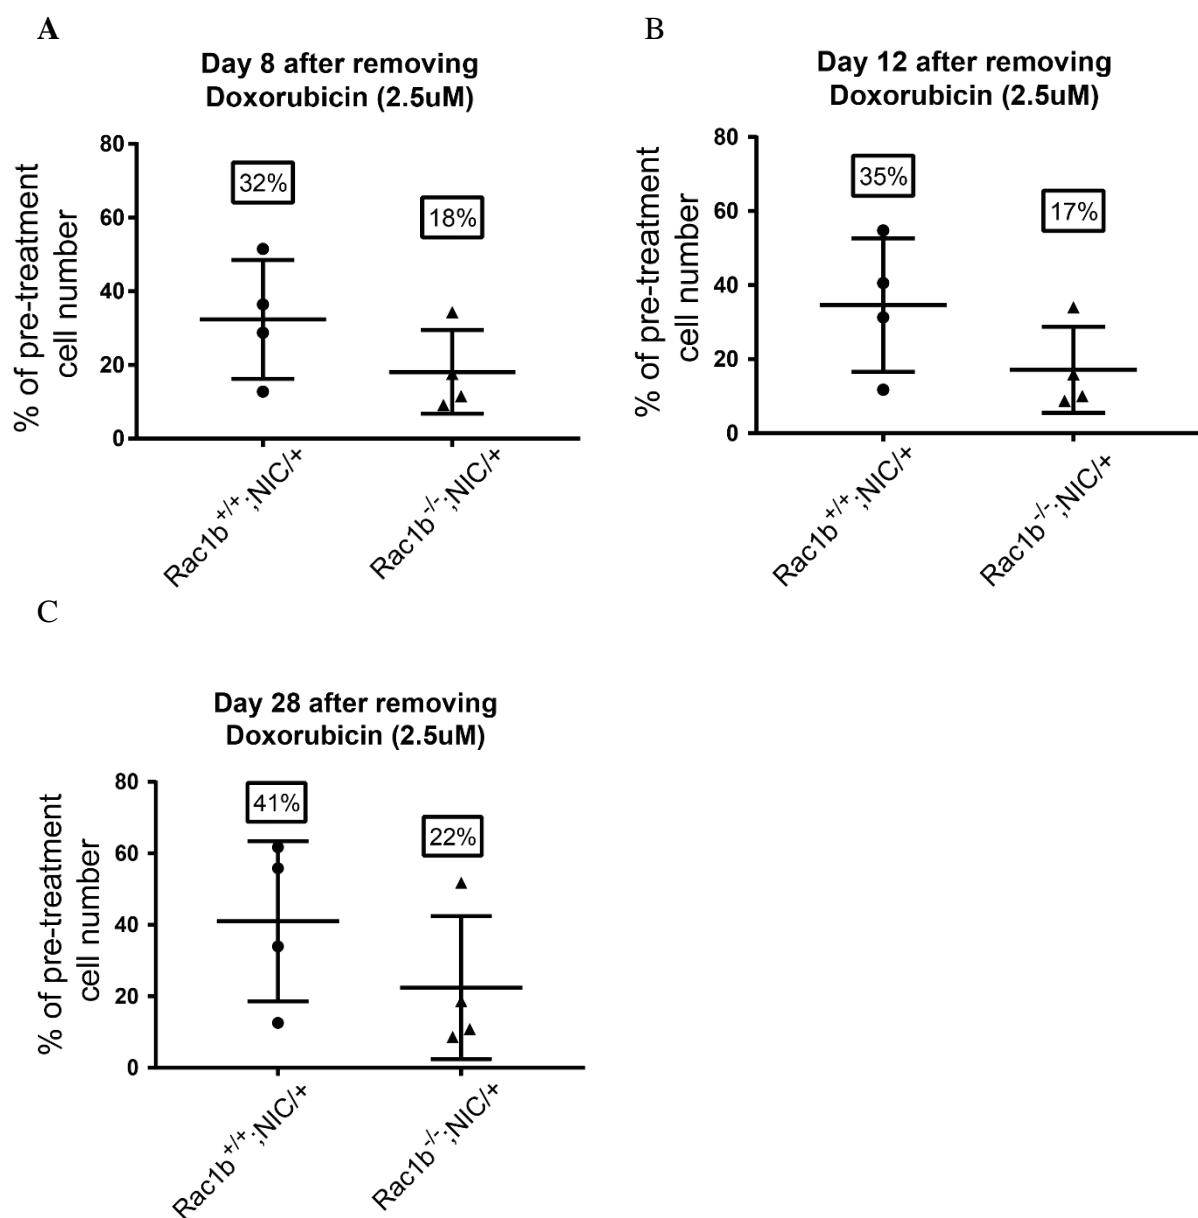 A
Day 8 after removing
Doxorubicin (2.5uM)
% of pre-treatment
cell number
80
60
40
20
0
32%
18%
Rac1b+/+;NIC/+
Rac1b-/-;NIC/+
B
Day 12 after removing
Doxorubicin (2.5uM)
% of pre-treatment
cell number
80
60
40
20
0
35%
17%
Rac1b+/+;NIC/+
Rac1b-/-;NIC/+
C
Day 28 after removing
Doxorubicin (2.5uM)
% of pre-treatment
cell number
80
60
40
20
0
41%
22%
Rac1b+/+;NIC/+
Rac1b-/-;NIC/+